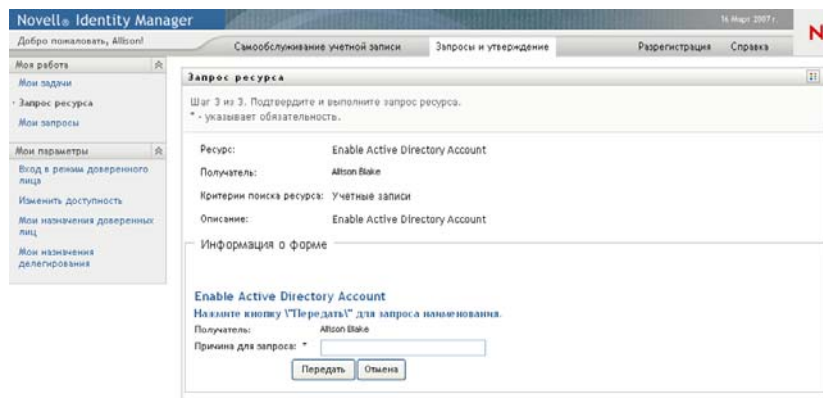 Novell® Identity Manager
16 Март 2007 г.
Добро пожаловать, Allison!
Самообслуживание учетной записи
Запросы и утверждение
Разрегистрация
Справка
N
Моя работа
Мои задачи
Запрос ресурса
Мои запросы
Мои параметры
Вход в режим доверенного
лица
Изменить доступность
Мои назначения доверенных
лиц
Мои назначения
делегирования
Запрос ресурса
Шаг 3 из 3. Подтвердите и выполните запрос ресурса.
* - указывает обязательность.
Ресурс: Enable Active Directory Account
Получатель: Allison Blake
Критерии поиска ресурса: Учетные записи
Описание: Enable Active Directory Account
Информация о форме
Enable Active Directory Account
Нажмите кнопку \"Передать\" для запроса наименования.
Получатель: Allison Blake
Причина для запроса: *
Передать Отмена